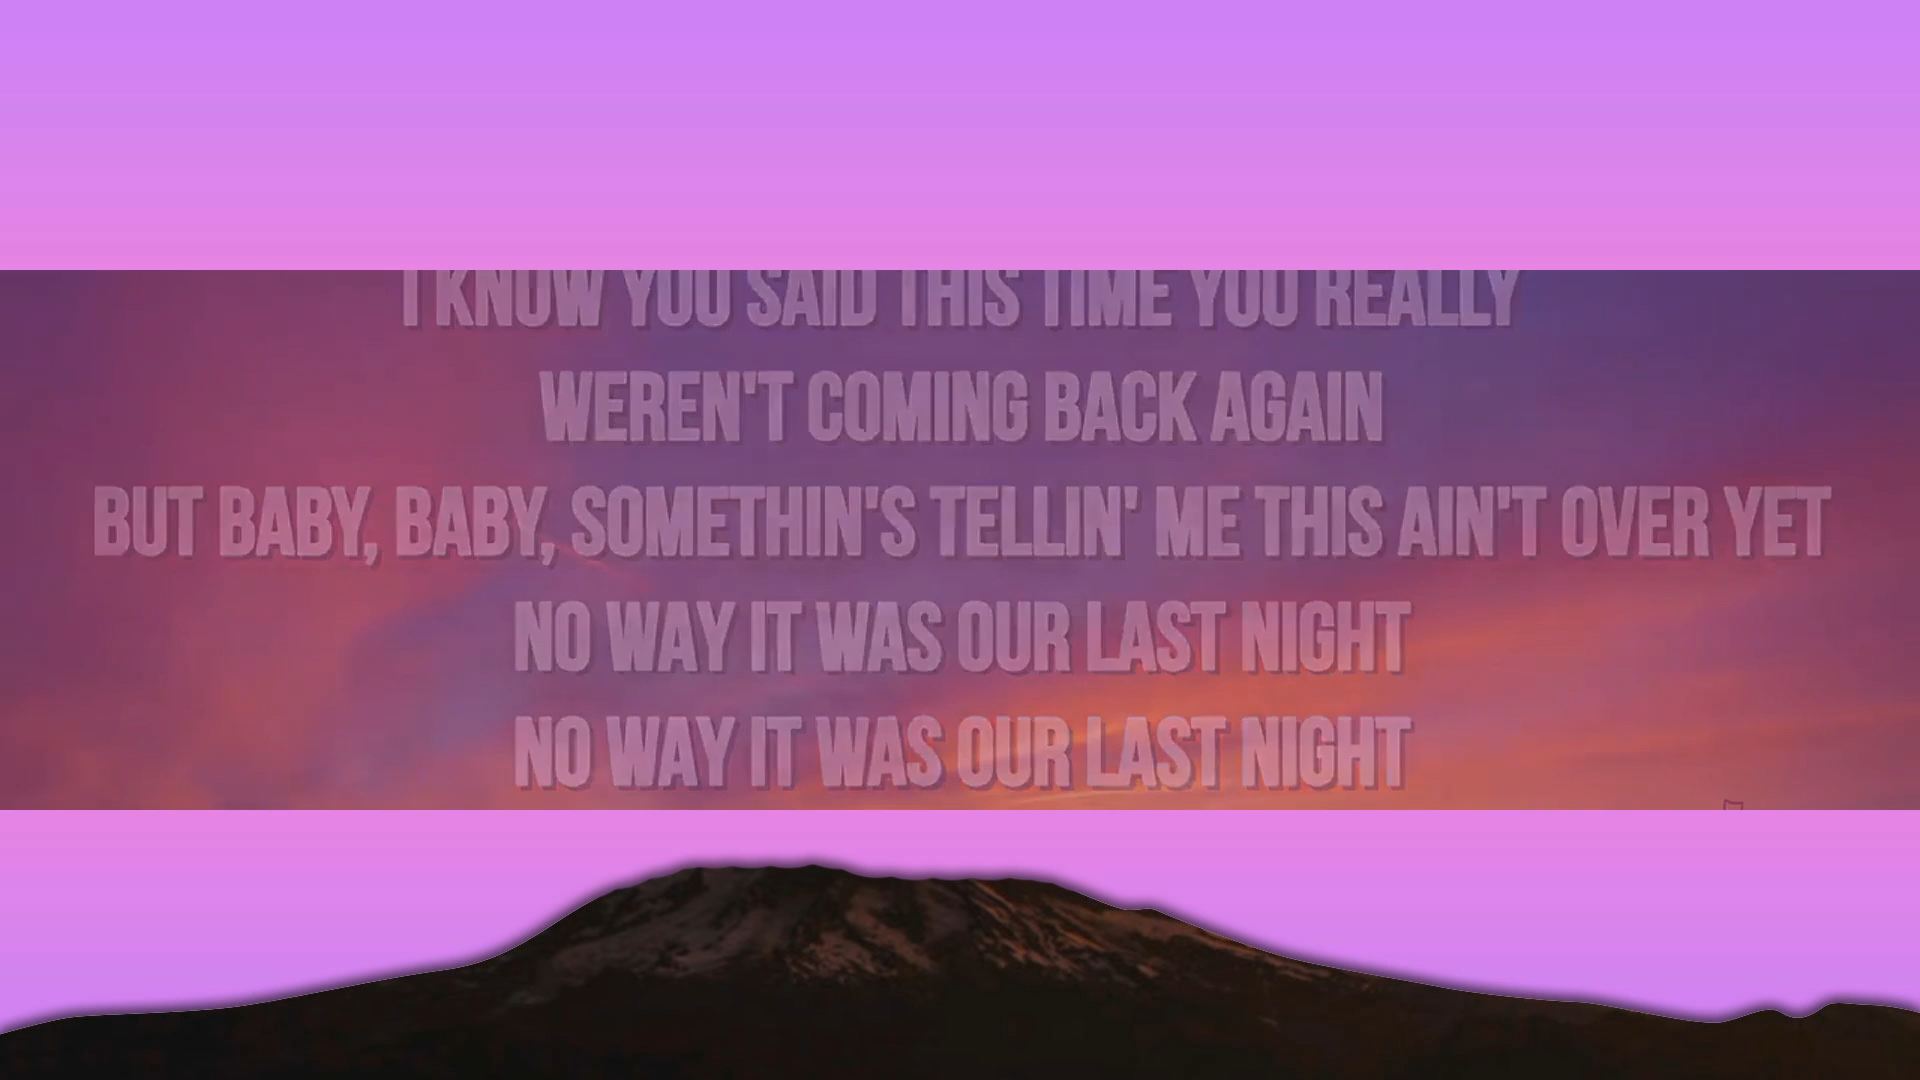 I KNOW YOU SAID THIS TIME YOU REALLY
WEREN'T COMING BACK AGAIN
BUT BABY, BABY, SOMETHIN'S TELLIN' ME THIS AIN'T OVER YET
NO WAY IT WAS OUR LAST NIGHT
NO WAY IT WAS OUR LAST NIGHT